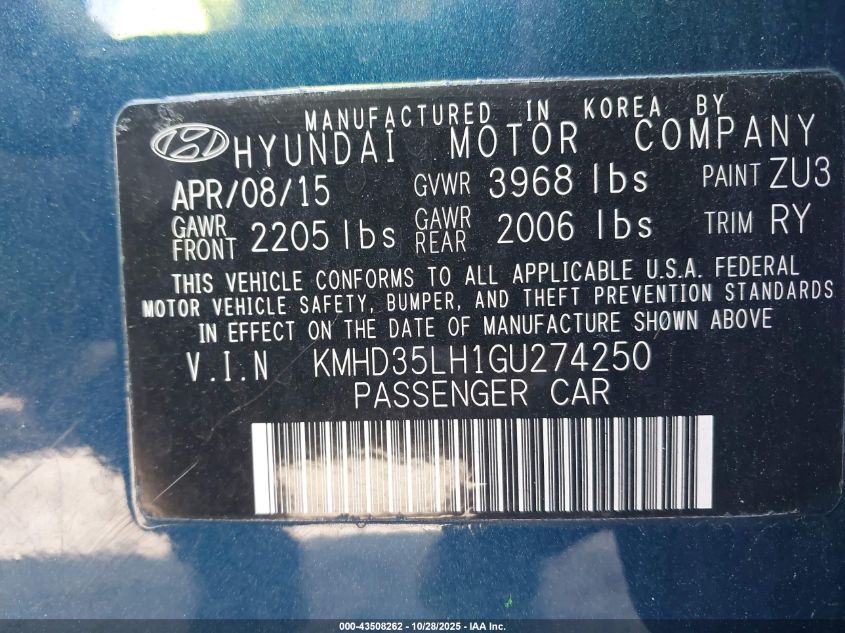 MANUFACTURED IN KOREA BY
HYUNDAI MOTOR COMPANY
APR/08/15 GVWR 3968 lbs PAINT ZU3
GAWR FRONT 2205 lbs GAWR REAR 2006 lbs TRIM RY
THIS VEHICLE CONFORMS TO ALL APPLICABLE U.S.A. FEDERAL
MOTOR VEHICLE SAFETY, BUMPER, AND THEFT PREVENTION STANDARDS
IN EFFECT ON THE DATE OF MANUFACTURE SHOWN ABOVE
V.I.N KMHD35LH1GU274250
PASSENGER CAR
000-43508262 - 10/28/2025 - IAA Inc.